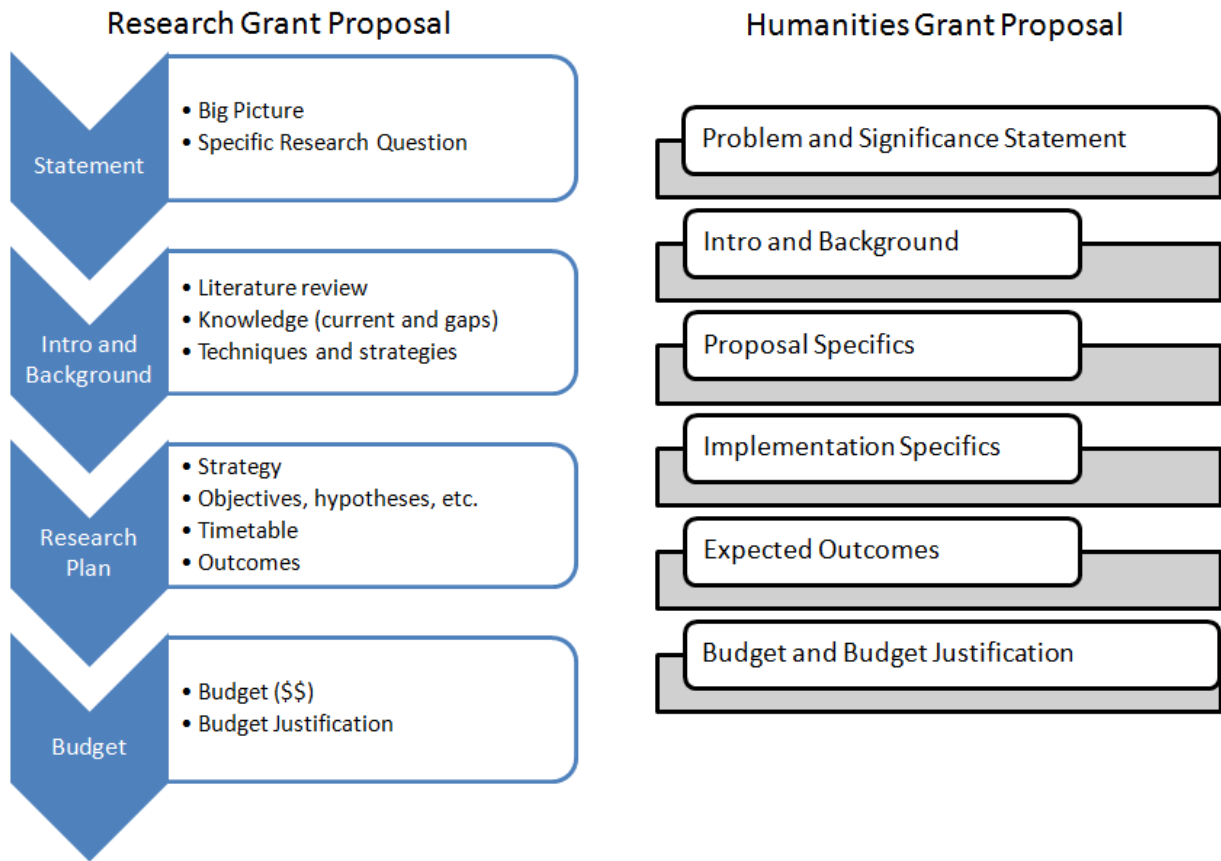 Research Grant Proposal
Statement
• Big Picture
• Specific Research Question
Intro and
Background
• Literature review
• Knowledge (current and gaps)
• Techniques and strategies
Research
Plan
• Strategy
• Objectives, hypotheses, etc.
• Timetable
• Outcomes
Budget
• Budget ($$)
• Budget Justification
Humanities Grant Proposal
Problem and Significance Statement
Intro and Background
Proposal Specifics
Implementation Specifics
Expected Outcomes
Budget and Budget Justification